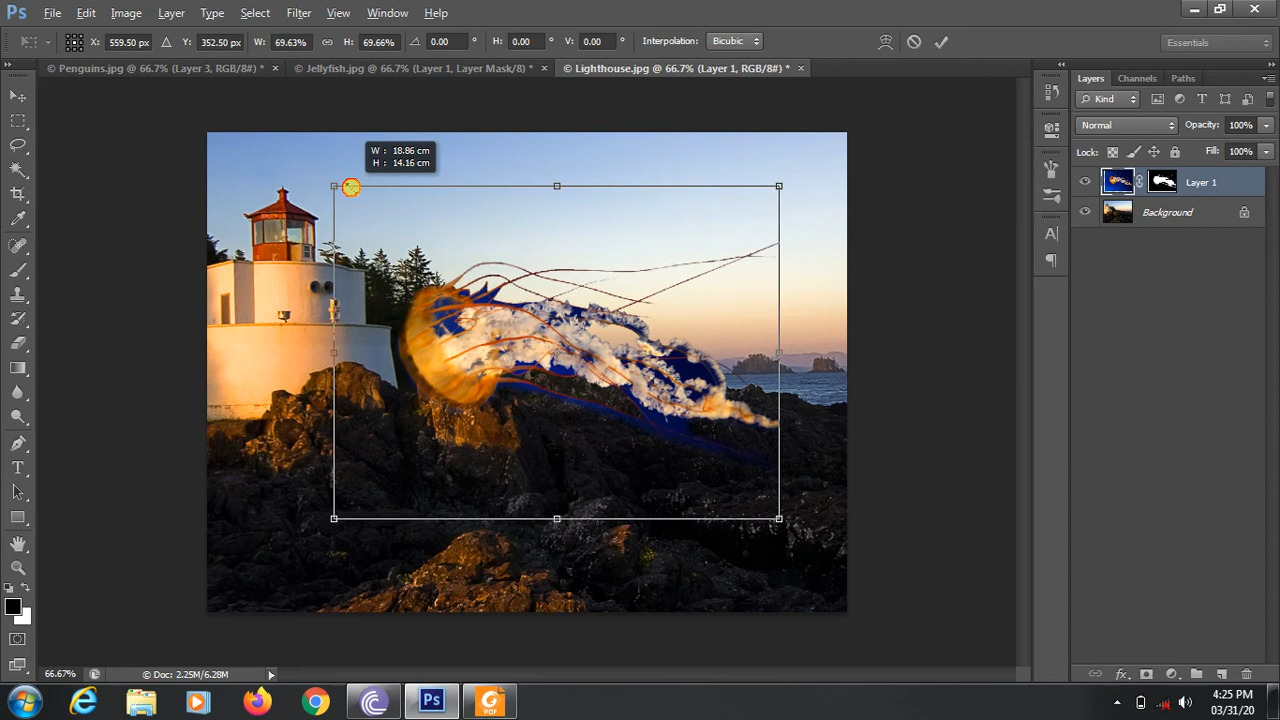 Ps File Edit Image Layer Type Select Filter View Window Help
X: 559.50 px Y: 352.50 px W: 69.63% H: 69.66% 0.00 ° H: 0.00 ° V: 0.00 ° Interpolation: Bicubic Essentials
© Penguins.jpg @ 66.7% (Layer 3, RGB/8#) * × © Jellyfish.jpg @ 66.7% (Layer 1, Layer Mask/8) * × © Lighthouse.jpg @ 66.7% (Layer 1, RGB/8#) * ×
Layers Channels Paths
Kind
Normal Opacity: 100%
Lock: Fill: 100%
W : 18.86 cm
H : 14.16 cm
Layer 1
Background
66.67% © Doc: 2.25M/6.28M
Ps
PDF
4:25 PM
03/31/20